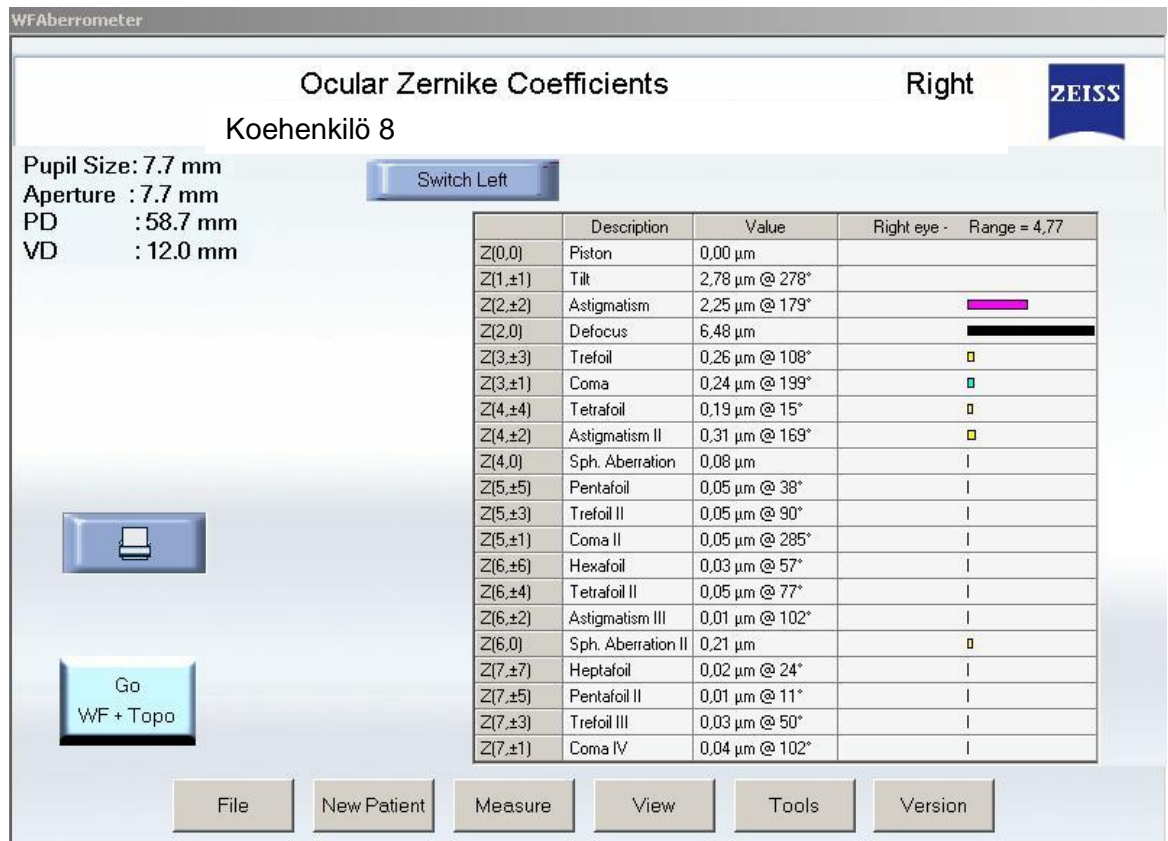 WFAberrometer
Ocular Zernike Coefficients Right
ZEISS
Koehenkilö 8
Pupil Size: 7.7 mm
Aperture : 7.7 mm
PD : 58.7 mm
VD : 12.0 mm
Switch Left
Description Value Right eye - Range = 4,77
Z(0,0) Piston 0,00 µm
Z(1,±1) Tilt 2,78 µm @ 278°
Z(2,±2) Astigmatism 2,25 µm @ 179°
Z(2,0) Defocus 6,48 µm
Z(3,±3) Trefoil 0,26 µm @ 108°
Z(3,±1) Coma 0,24 µm @ 199°
Z(4,±4) Tetrafoil 0,19 µm @ 15°
Z(4,±2) Astigmatism II 0,31 µm @ 169°
Z(4,0) Sph. Aberration 0,08 µm
Z(5,±5) Pentafoil 0,05 µm @ 38°
Z(5,±3) Trefoil II 0,05 µm @ 90°
Z(5,±1) Coma II 0,05 µm @ 285°
Z(6,±6) Hexafoil 0,03 µm @ 57°
Z(6,±4) Tetrafoil II 0,05 µm @ 77°
Z(6,±2) Astigmatism III 0,01 µm @ 102°
Z(6,0) Sph. Aberration II 0,21 µm
Z(7,±7) Heptafoil 0,02 µm @ 24°
Z(7,±5) Pentafoil II 0,01 µm @ 11°
Z(7,±3) Trefoil III 0,03 µm @ 50°
Z(7,±1) Coma IV 0,04 µm @ 102°
Go
WF + Topo
File New Patient Measure View Tools Version